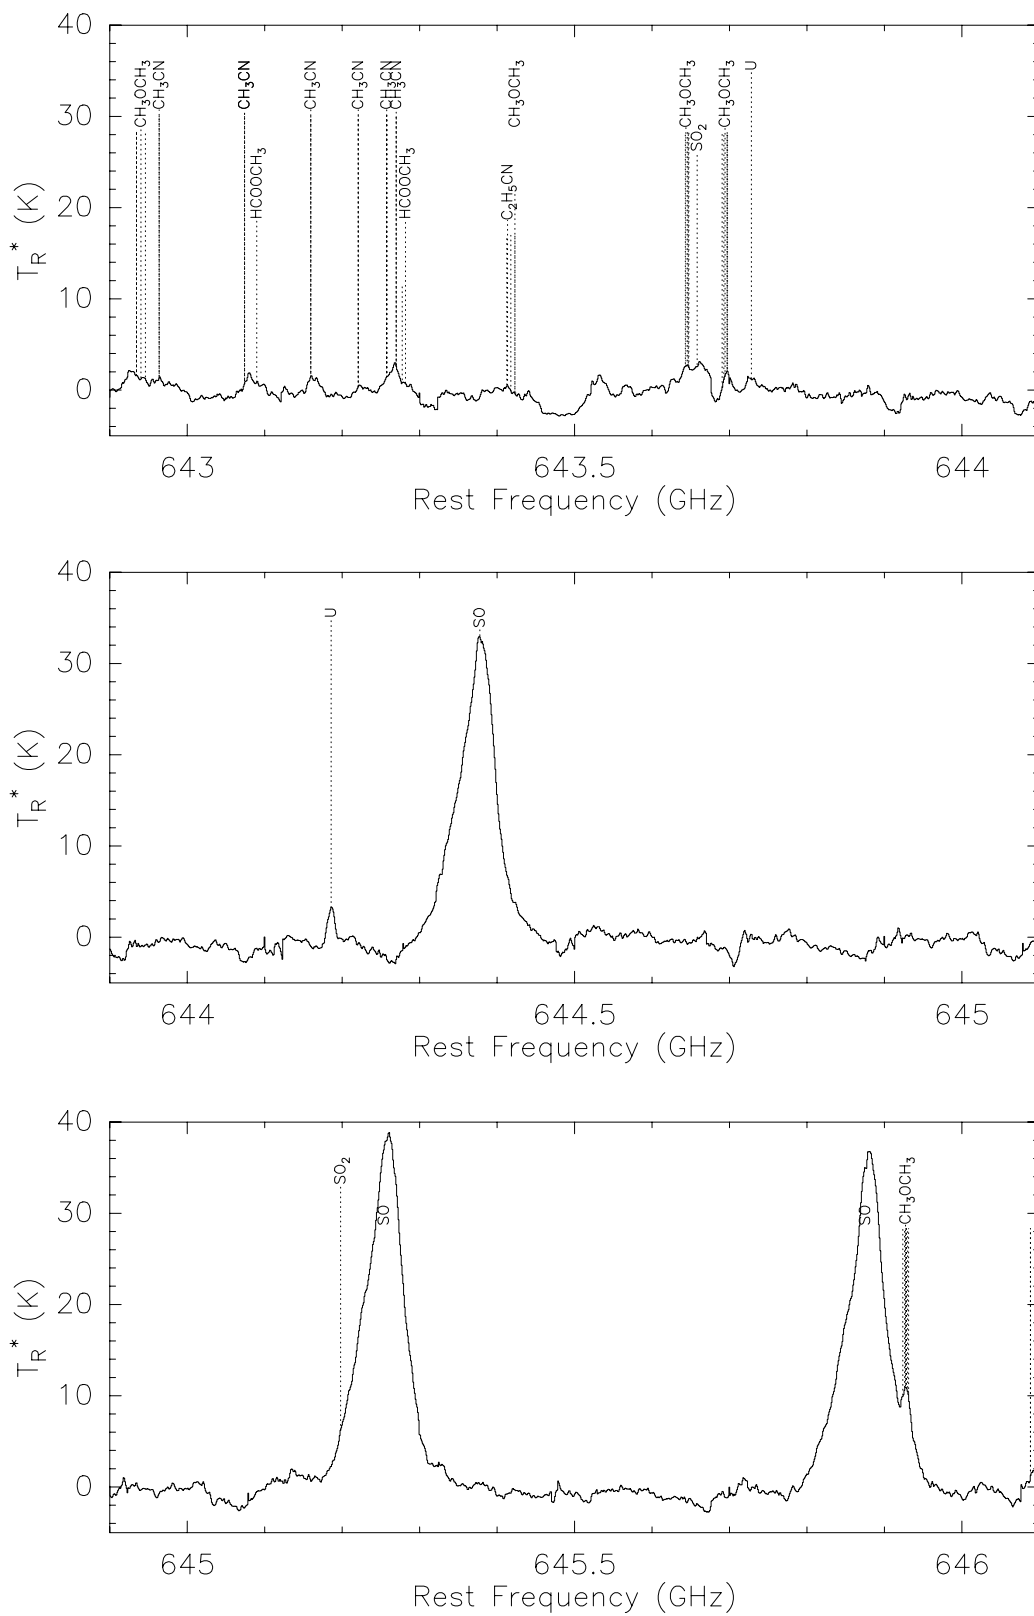 40
30
20
10
0
T_R^* (K)
CH3OCH3
CH3CN
CH3CN
HCOOCH3
CH3CN
CH3CN
CH3CN
CH3CN
HCOOCH3
C2H5CN
CH3OCH3
CH3OCH3
SO2
CH3OCH3
U
643 643.5 644
Rest Frequency (GHz)
40
30
20
10
0
T_R^* (K)
U
SO
644 644.5 645
Rest Frequency (GHz)
40
30
20
10
0
T_R^* (K)
SO2
SO
SO
CH3OCH3
645 645.5 646
Rest Frequency (GHz)